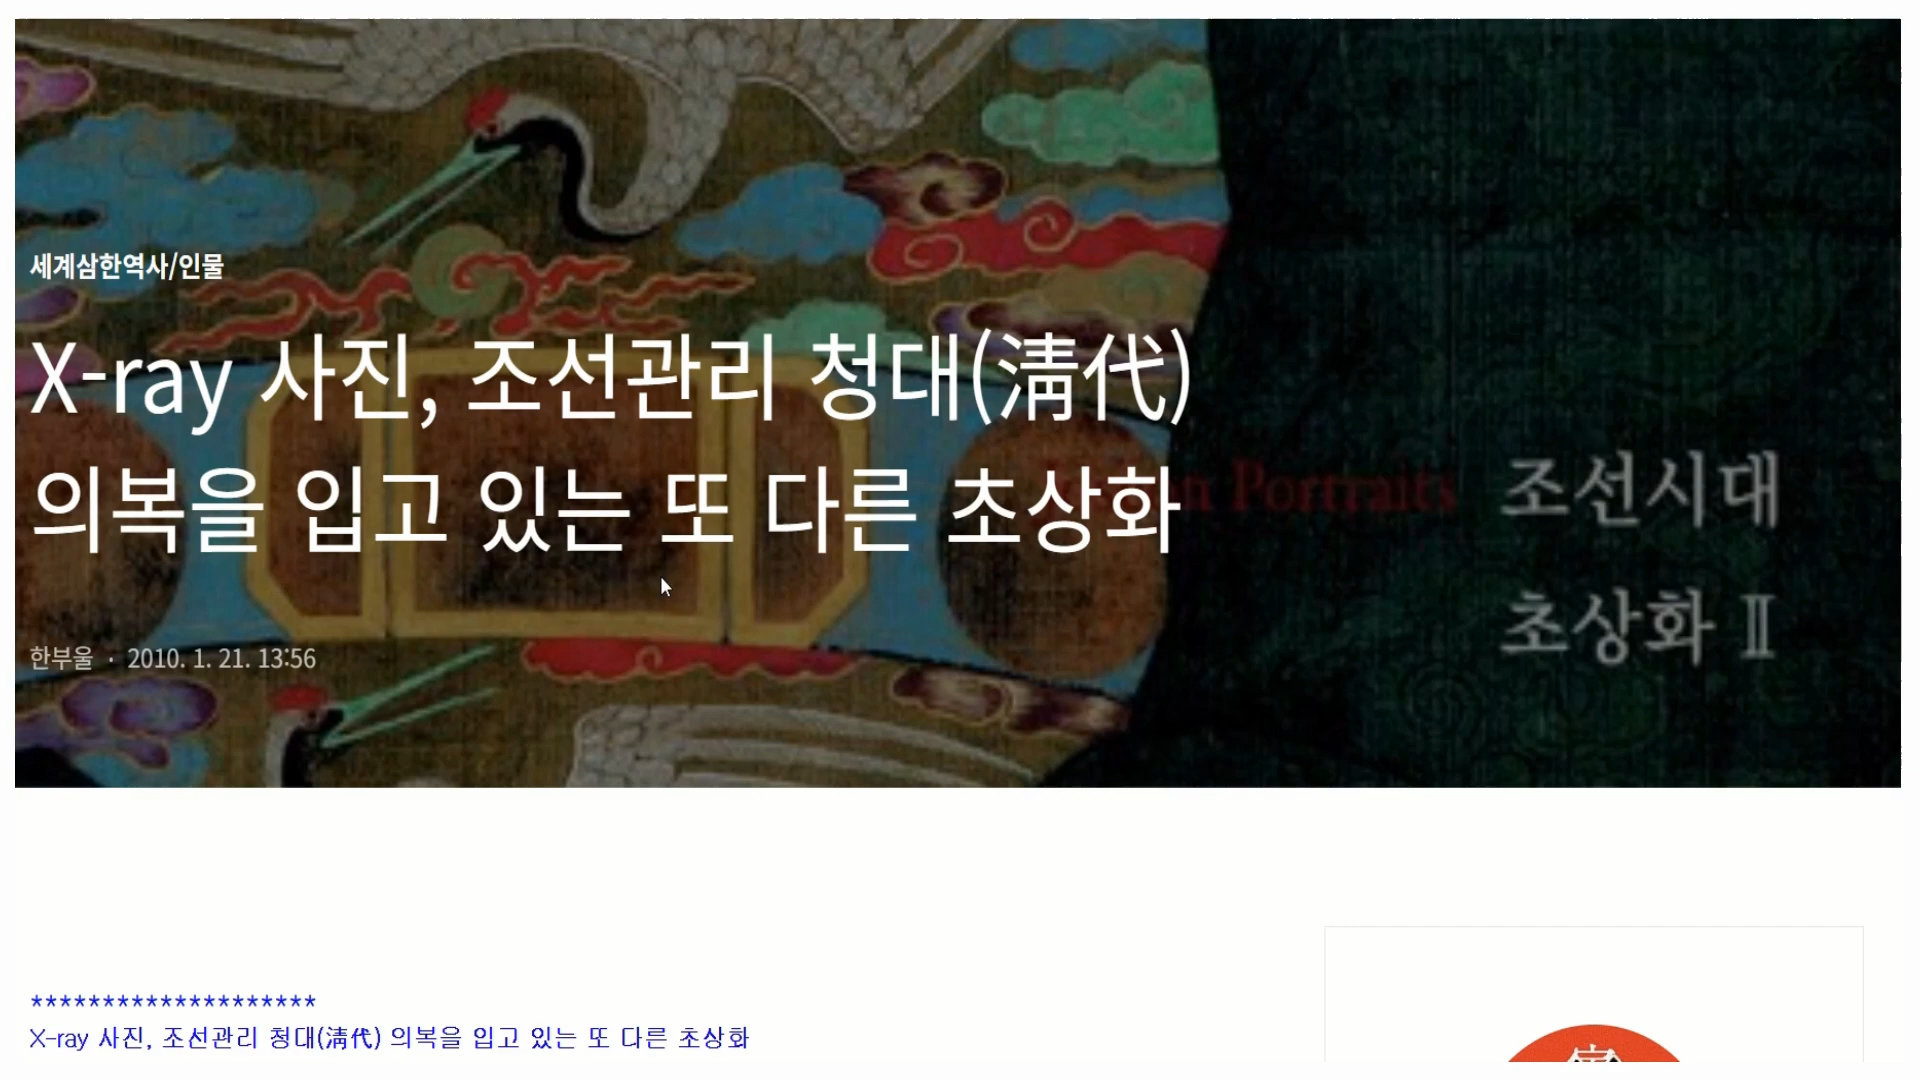 세계삼한역사/인물
X-ray 사진, 조선관리 청대(淸代)
의복을 입고 있는 또 다른 초상화
Portraits 조선시대
초상화 Ⅱ
한부울 · 2010. 1. 21. 13:56
********************
X-ray 사진, 조선관리 청대(淸代) 의복을 입고 있는 또 다른 초상화